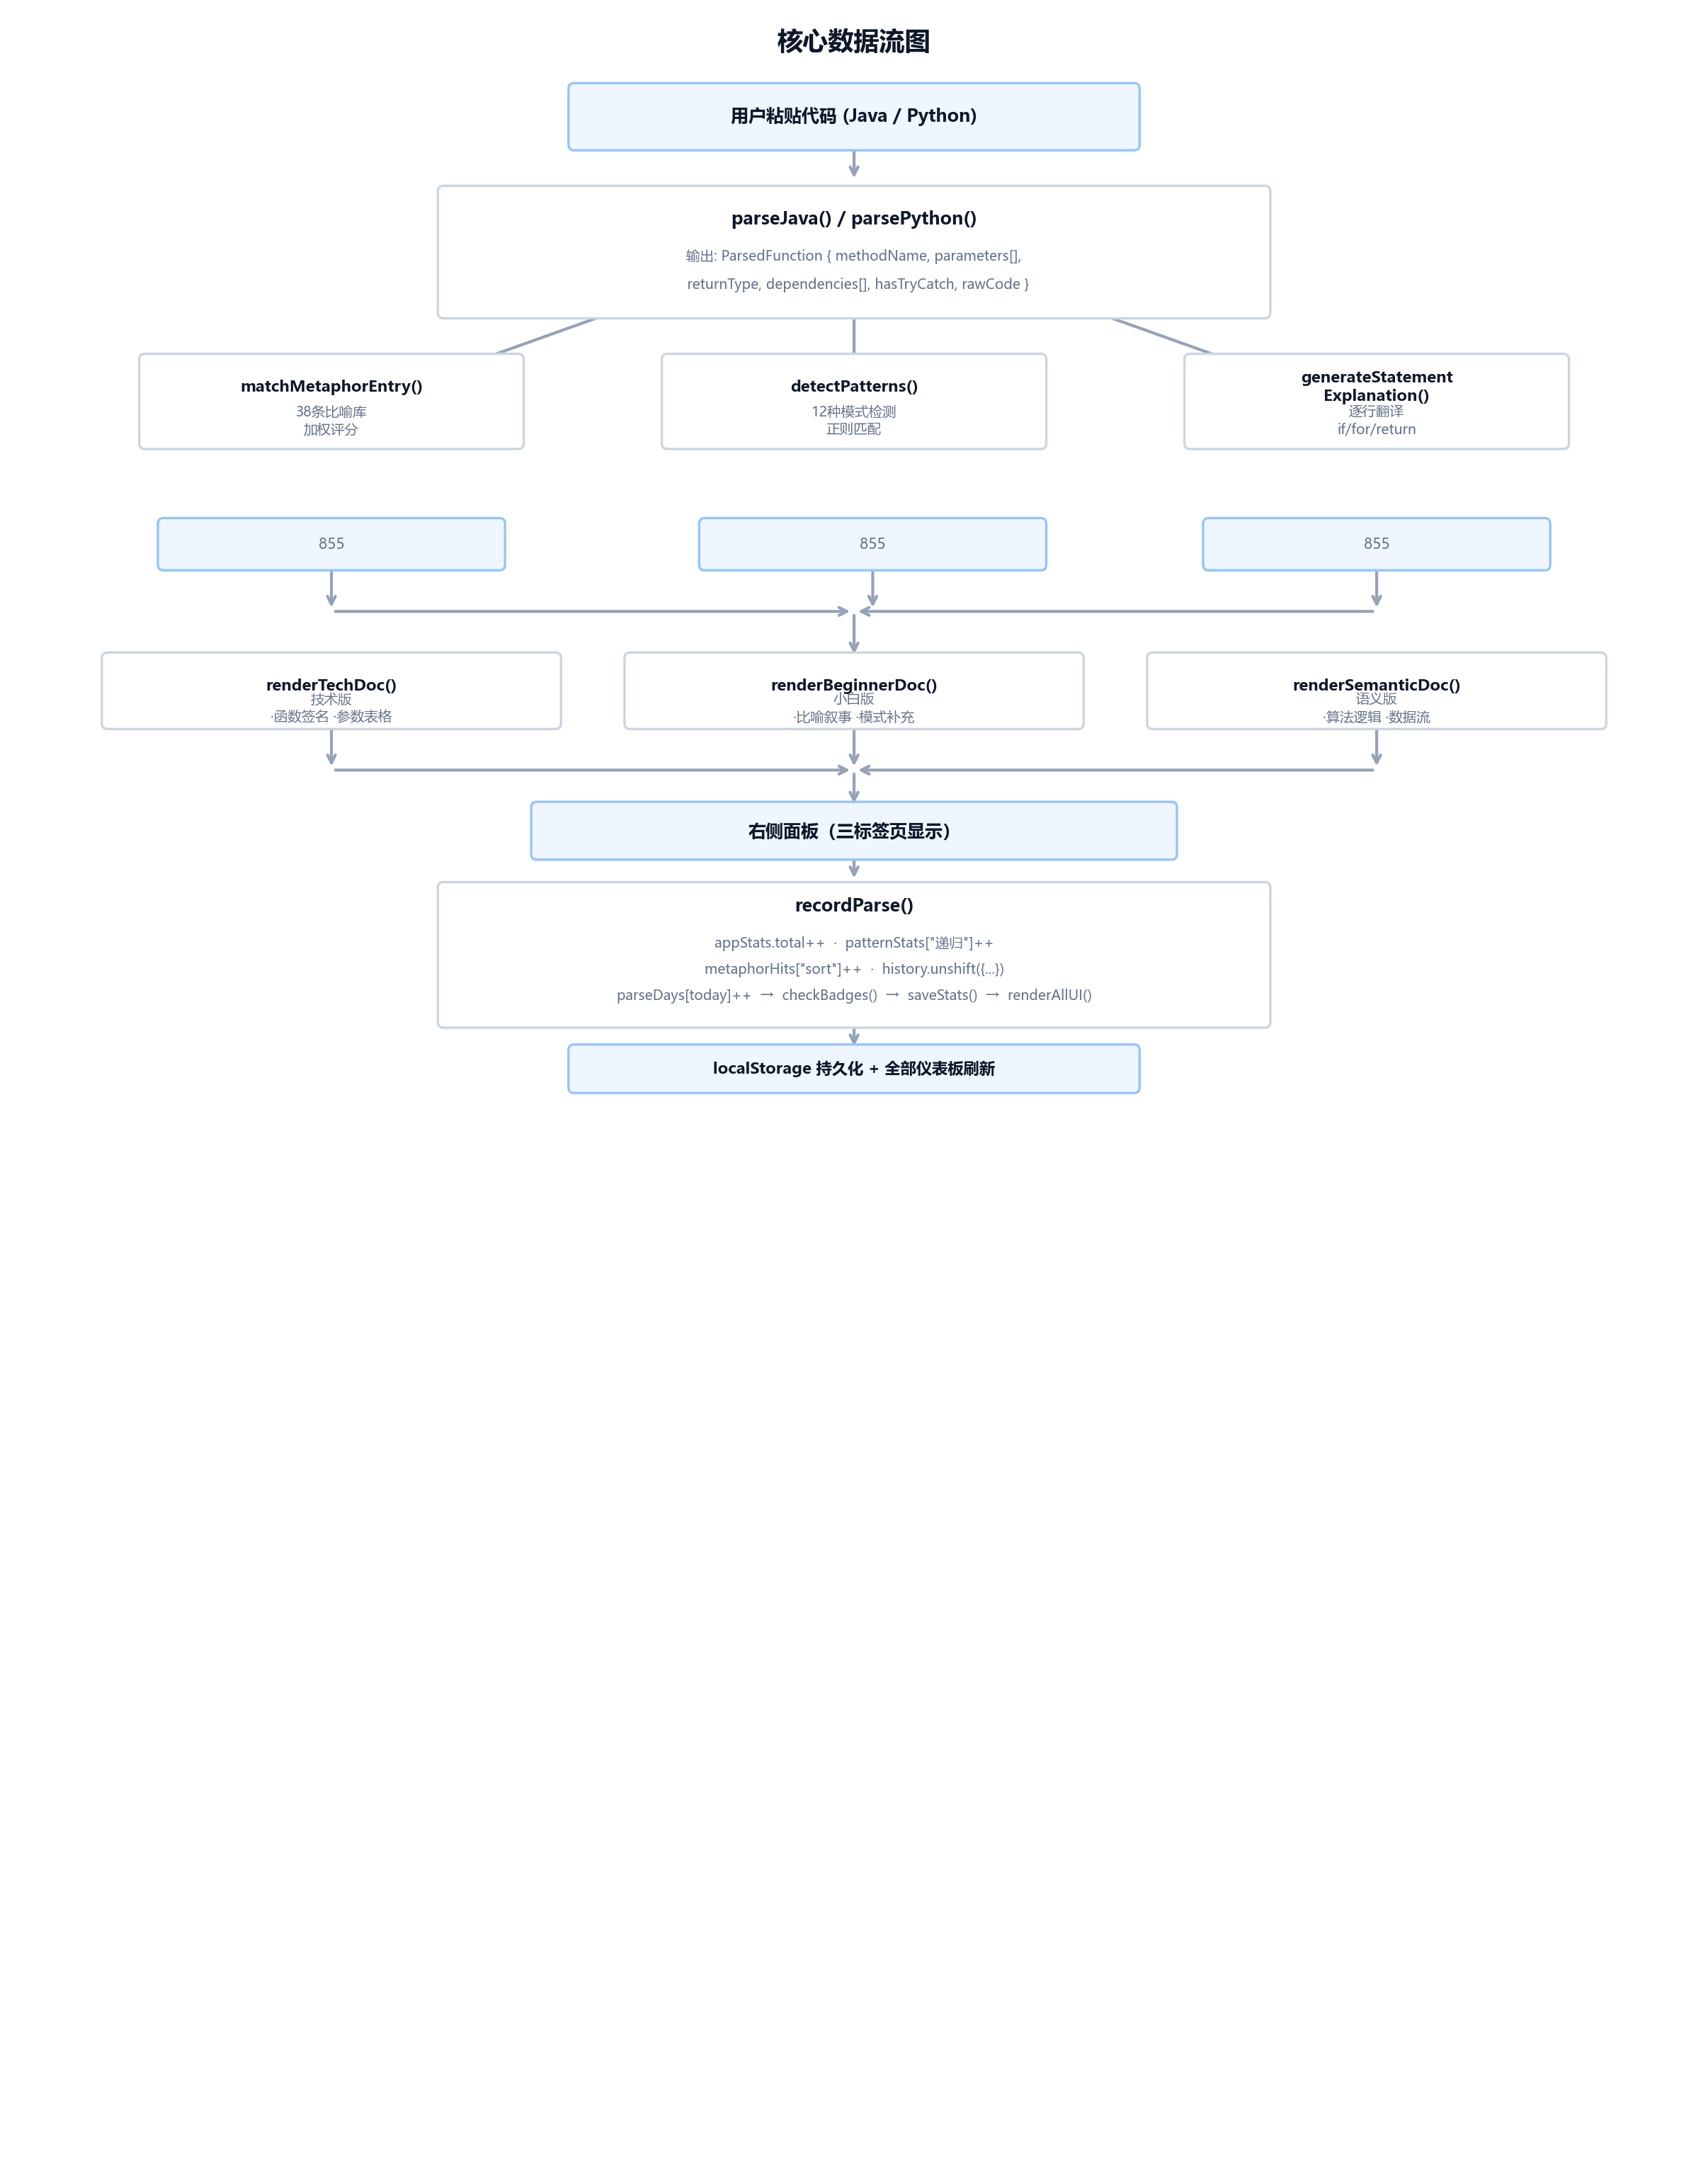 核心数据流图
用户粘贴代码 (Java / Python)
parseJava() / parsePython()
输出: ParsedFunction { methodName, parameters[],
returnType, dependencies[], hasTryCatch, rawCode }
matchMetaphorEntry()
38条比喻库
加权评分
detectPatterns()
12种模式检测
正则匹配
generateStatement
Explanation()
逐行翻译
if/for/return
855
855
855
renderTechDoc()
技术版
·函数签名 ·参数表格
renderBeginnerDoc()
小白版
·比喻叙事 ·模式补充
renderSemanticDoc()
语义版
·算法逻辑 ·数据流
右侧面板（三标签页显示）
recordParse()
appStats.total++ · patternStats["递归"]++
metaphorHits["sort"]++ · history.unshift({...})
parseDays[today]++ → checkBadges() → saveStats() → renderAllUI()
localStorage 持久化 + 全部仪表板刷新